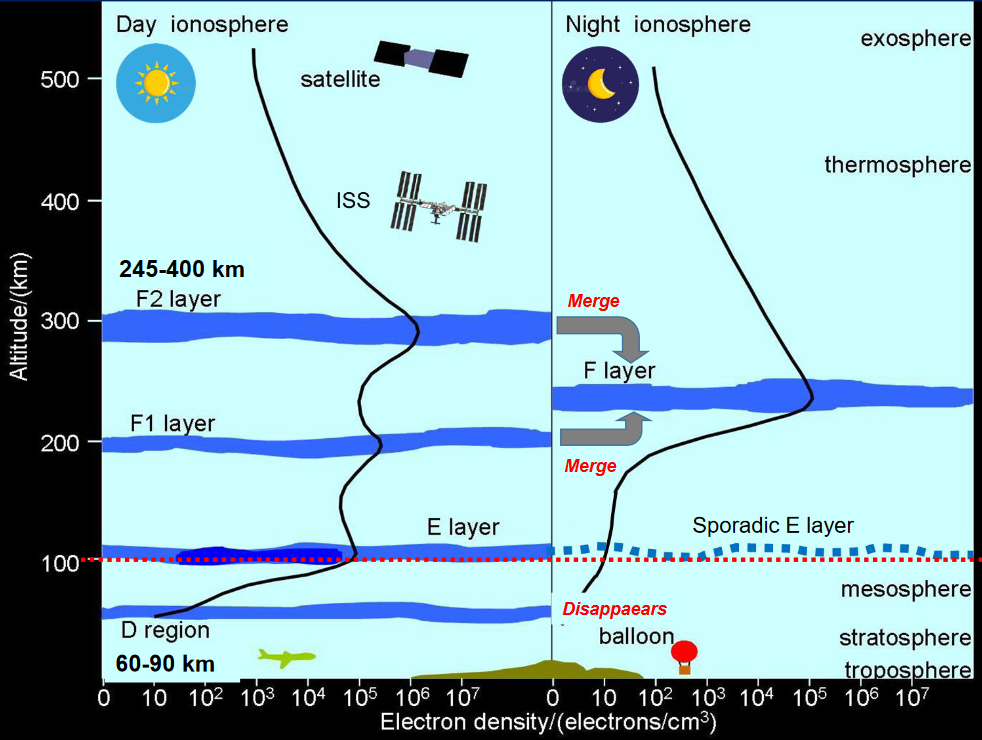 Day ionosphere
Night ionosphere
exosphere
satellite
500
thermosphere
ISS
400
245-400 km
F2 layer
Merge
300
F layer
F1 layer
200
Merge
E layer
Sporadic E layer
100
mesosphere
Disappaears
D region
balloon
stratosphere
60-90 km
troposphere
Altitude/(km)
0 10 10² 10³ 10⁴ 10⁵ 10⁶ 10⁷ 0 10 10² 10³ 10⁴ 10⁵ 10⁶ 10⁷
Electron density/(electrons/cm³)